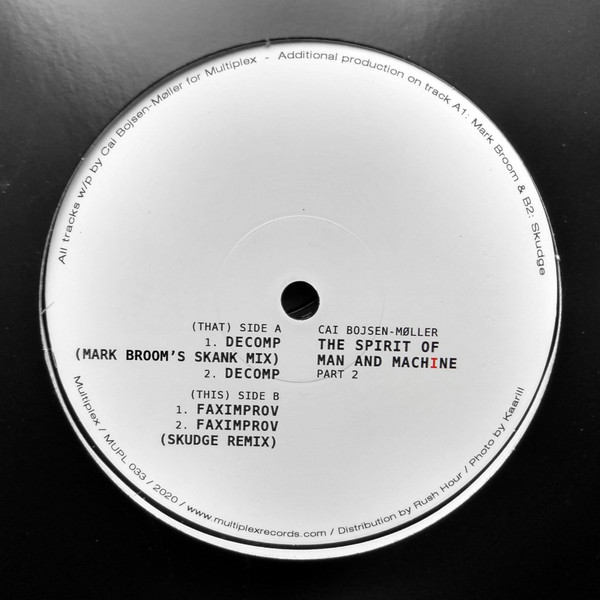 All tracks w/p by Cai Bojsen-Møller for Multiplex - Additional production on track A1: Mark Broom & B2: Skudge
(THAT) SIDE A
1. DECOMP
(MARK BROOM'S SKANK MIX)
2. DECOMP
(THIS) SIDE B
1. FAXIMPROV
2. FAXIMPROV
(SKUDGE REMIX)
CAI BOJSEN-MØLLER
THE SPIRIT OF
MAN AND MACHINE
PART 2
Multiplex / MUPL 033 / 2020 / www.multiplexrecords.com / Distribution by Rush Hour / Photo by Kaarill